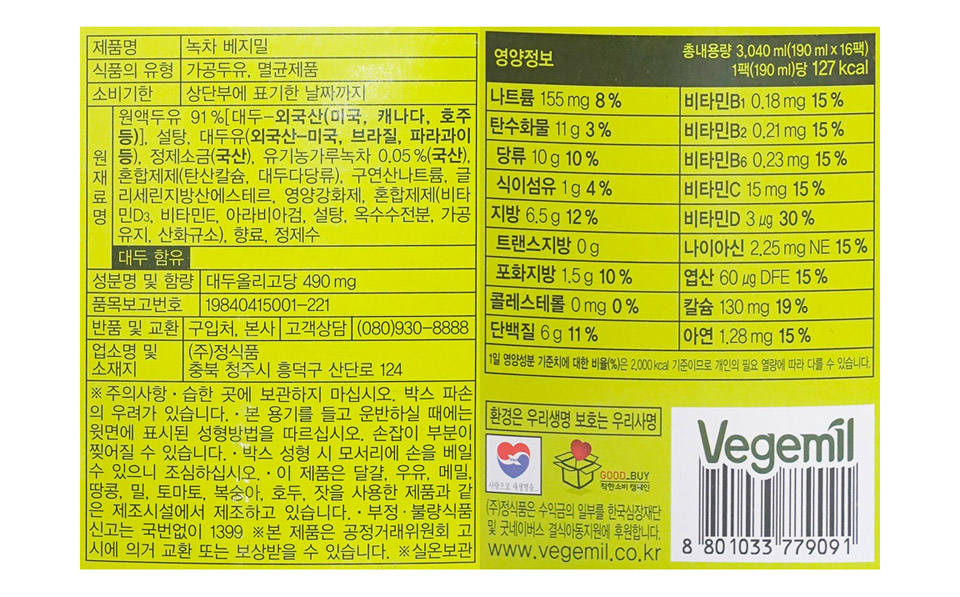 제품명 녹차 베지밀
식품의 유형 가공두유, 멸균제품
소비기한 상단부에 표기한 날짜까지
원재료명
원액두유 91%[대두-외국산(미국, 캐나다, 호주
등)], 설탕, 대두유(외국산-미국, 브라질, 파라과이
등), 정제소금(국산), 유기농가루녹차 0.05%(국산),
혼합제제(탄산칼슘, 대두다당류), 구연산나트륨, 글
리세린지방산에스테르, 영양강화제, 혼합제제(비타
민D3, 비타민E, 아라비아검, 설탕, 옥수수전분, 가공
유지, 산화규소), 향료, 정제수
대두 함유
성분명 및 함량 대두올리고당 490 mg
품목보고번호 19840415001-221
반품 및 교환 구입처, 본사 고객상담 (080)930-8888
업소명 및 소재지
(주)정식품
충북 청주시 흥덕구 산단로 124
※주의사항·습한 곳에 보관하지 마십시오. 박스 파손
의 우려가 있습니다.·본 용기를 들고 운반하실 때에는
윗면에 표시된 성형방법을 따르십시오. 손잡이 부분이
찢어질 수 있습니다.·박스 성형 시 모서리에 손을 베일
수 있으니 조심하십시오·이 제품은 달걀, 우유, 메밀,
땅콩, 밀, 토마토, 복숭아, 호두, 잣을 사용한 제품과 같
은 제조시설에서 제조하고 있습니다.·부정·불량식품
신고는 국번없이 1399 ※본 제품은 공정거래위원회 고
시에 의거 교환 또는 보상받을 수 있습니다. ※실온보관
영양정보
총내용량 3,040 ml(190 ml x 16팩)
1팩(190 ml)당 127 kcal
나트륨 155 mg 8 %
탄수화물 11 g 3 %
당류 10 g 10 %
식이섬유 1 g 4 %
지방 6.5 g 12 %
트랜스지방 0 g
포화지방 1.5 g 10 %
콜레스테롤 0 mg 0 %
단백질 6 g 11 %
비타민B1 0.18 mg 15 %
비타민B2 0.21 mg 15 %
비타민B6 0.23 mg 15 %
비타민C 15 mg 15 %
비타민D 3 ㎍ 30 %
나이아신 2.25 mg NE 15 %
엽산 60 ㎍ DFE 15 %
칼슘 130 mg 19 %
아연 1.28 mg 15 %
1일 영양성분 기준치에 대한 비율(%)은 2,000 kcal 기준이므로 개인의 필요 열량에 따라 다를 수 있습니다.
환경은 우리생명 보호는 우리사명
사랑으로 새생명을
GOOD_BUY
착한소비 캠페인
(주)정식품은 수익금의 일부를 한국심장재단
및 굿네이버스 결식아동지원에 후원합니다.
www.vegemil.co.kr
Vegemil
8 801033 779091